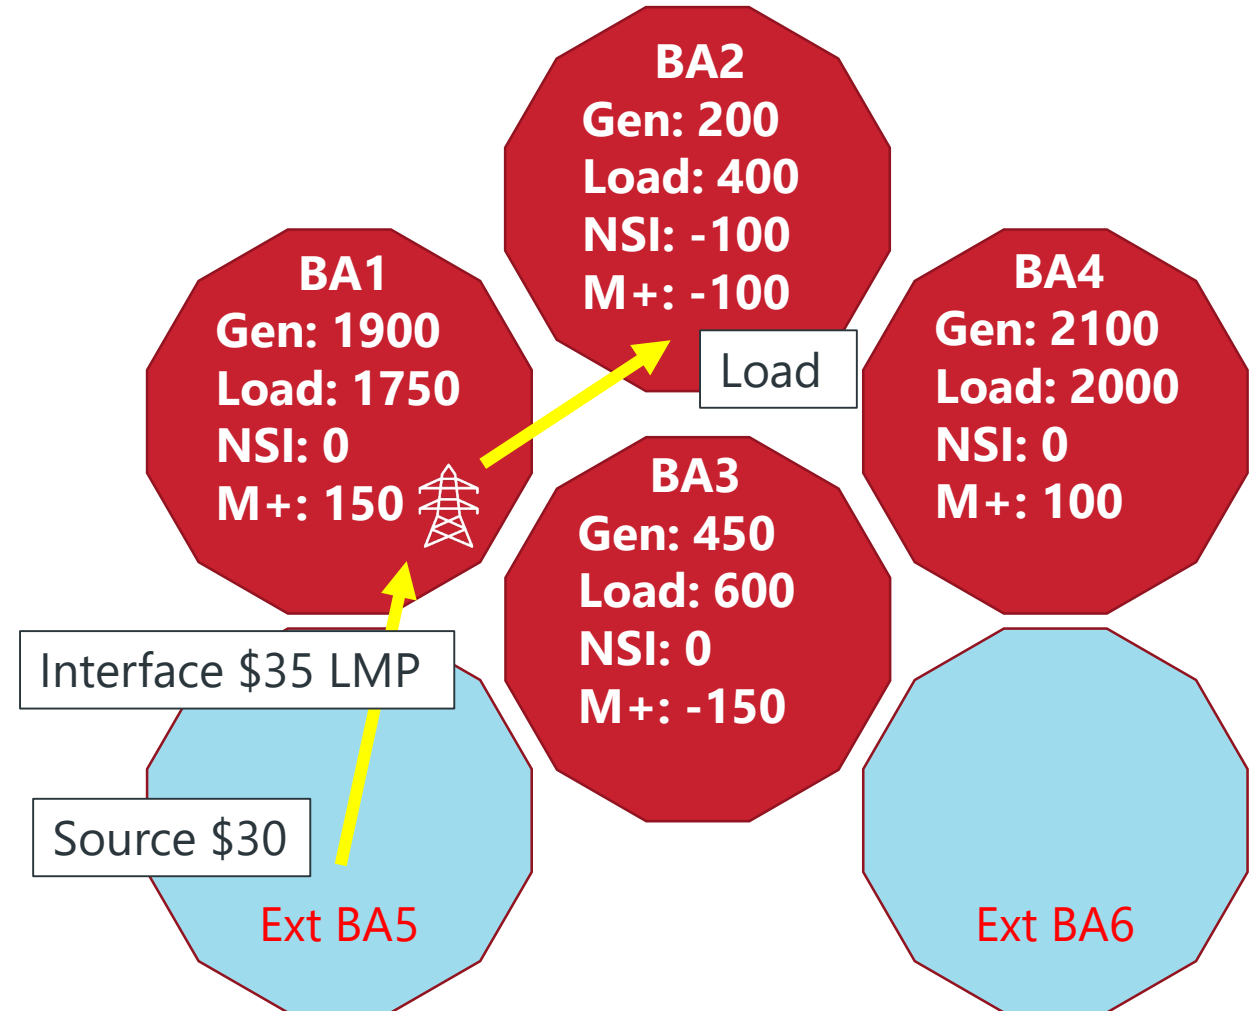 BA2
Gen: 200
Load: 400
NSI: -100
M+: -100
Load
BA1
Gen: 1900
Load: 1750
NSI: 0
M+: 150
BA4
Gen: 2100
Load: 2000
NSI: 0
M+: 100
BA3
Gen: 450
Load: 600
NSI: 0
M+: -150
Interface $35 LMP
Source $30
Ext BA5
Ext BA6